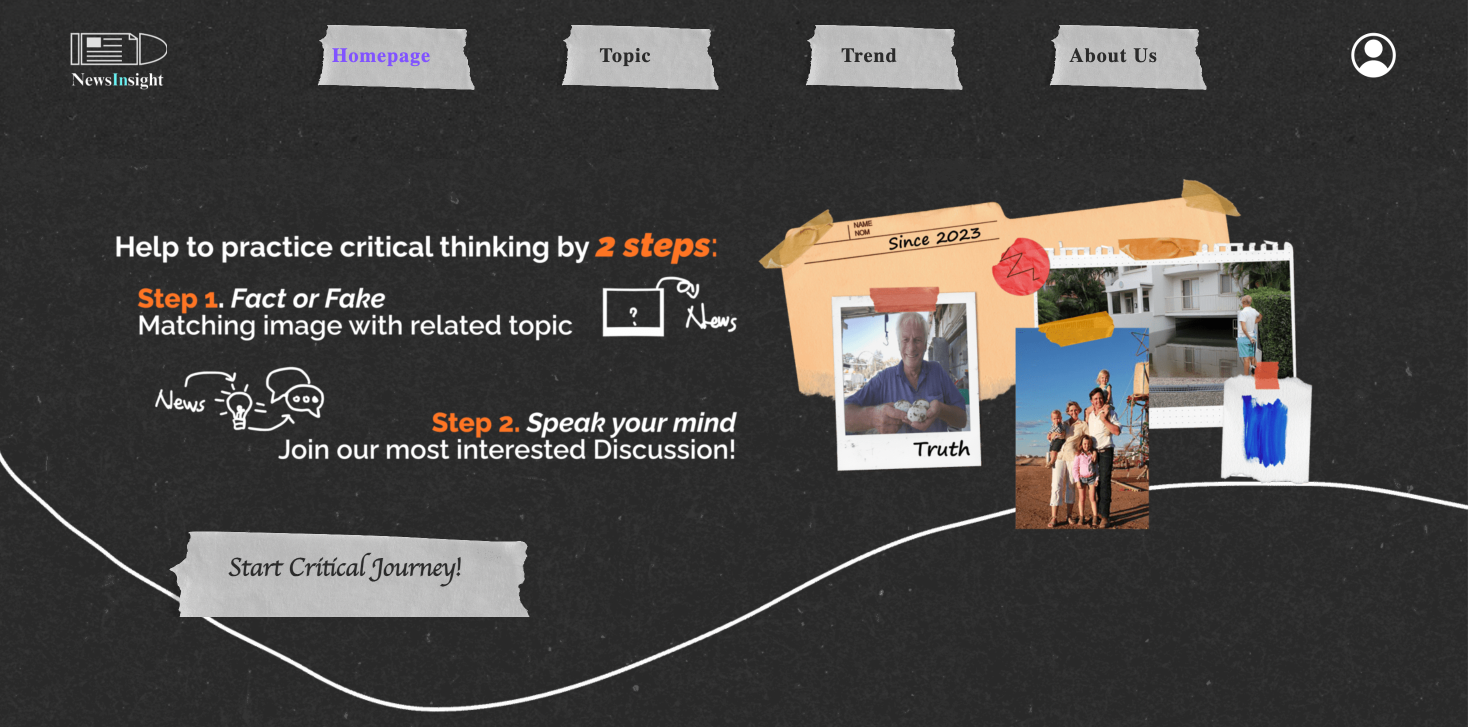 NewsInsight
Homepage
Topic
Trend
About Us
Help to practice critical thinking by 2 steps:
Step 1. Fact or Fake
Matching image with related topic
?
News
News
Step 2. Speak your mind
Join our most interested Discussion!
Start Critical Journey!
NAME
NOM
Since 2023
Truth